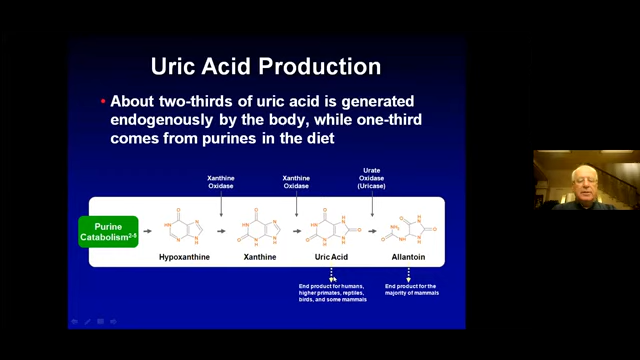 Uric Acid Production
• About two-thirds of uric acid is generated
endogenously by the body, while one-third
comes from purines in the diet
Xanthine
Oxidase
Xanthine
Oxidase
Urate
Oxidase
(Uricase)
Purine
Catabolism2-5
Hypoxanthine
Xanthine
Uric Acid
Allantoin
End product for humans,
higher primates, reptiles,
birds, and some mammals
End product for the
majority of mammals